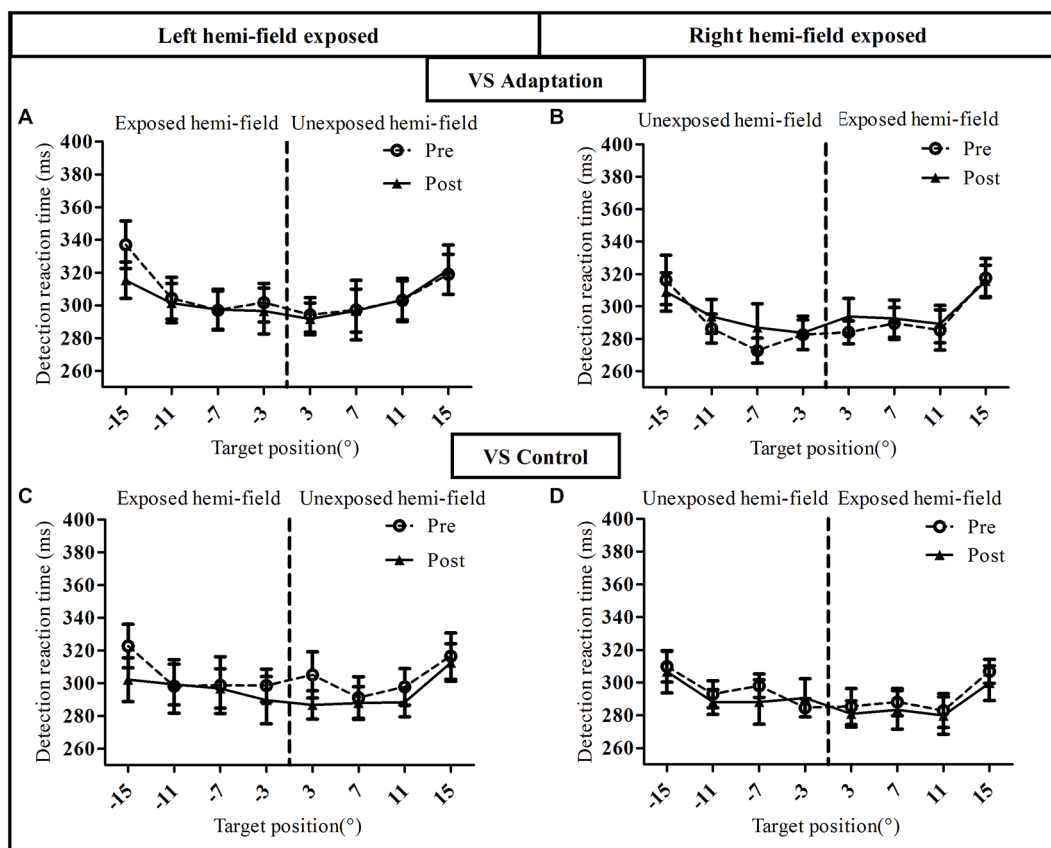 Left hemi-field exposed
Right hemi-field exposed
VS Adaptation
A
Exposed hemi-field
Unexposed hemi-field
Pre
Post
Detection reaction time (ms)
400
380
360
340
320
300
280
260
-15
-11
-7
-3
3
7
11
15
Target position(°)
B
Unexposed hemi-field
Exposed hemi-field
Pre
Post
Detection reaction time (ms)
400
380
360
340
320
300
280
260
-15
-11
-7
-3
3
7
11
15
Target position(°)
VS Control
C
Exposed hemi-field
Unexposed hemi-field
Pre
Post
Detection reaction time (ms)
400
380
360
340
320
300
280
260
-15
-11
-7
-3
3
7
11
15
Target position(°)
D
Unexposed hemi-field
Exposed hemi-field
Pre
Post
Detection reaction time (ms)
400
380
360
340
320
300
280
260
-15
-11
-7
-3
3
7
11
15
Target position(°)